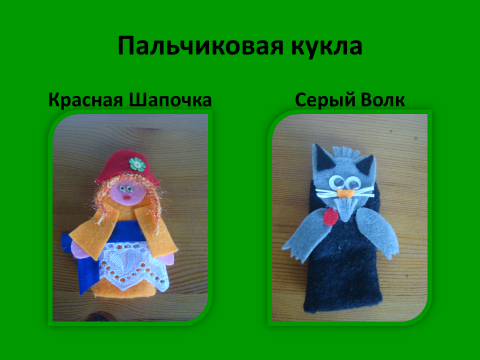 Пальчиковая кукла
Красная Шапочка
Серый Волк